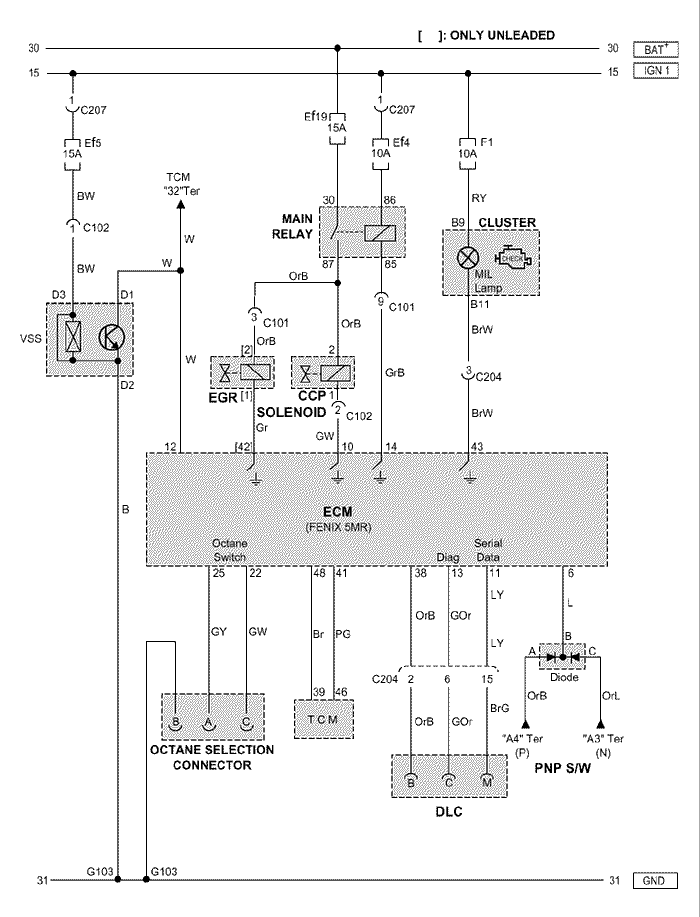 [ ]: ONLY UNLEADED
30 30 BAT+
15 15 IGN 1
1 C207 1 C207
Ef5 15A Ef19 15A Ef4 10A F1 10A
TCM
"32"Ter
BW W RY
30 86 B9 CLUSTER
1 C102 MAIN
RELAY
CHECK
MIL
Lamp
87 85 B11
BW W OrB
D3 D1
9 C101 BrW
3 C101 OrB
VSS
OrB
W [2] 2 GrB 3 C204
D2
EGR [1] CCP 1
SOLENOID 2 C102 BrW
Gr GW
12 [42] 10 14 43
B
ECM
(FENIX 5MR)
Octane
Switch
Diag
Serial
Data
25 22 48 41 38 13 11 6
LY L
GY GW Br PG OrB GOr LY
B
A C
Diode
C204 2 6 15
39 46 BrG OrB OrL
B A C TCM OrB GOr
OCTANE SELECTION
CONNECTOR
"A4" Ter
(P)
"A3" Ter
(N)
PNP S/W
B C M
DLC
G103 G103
31 31 GND